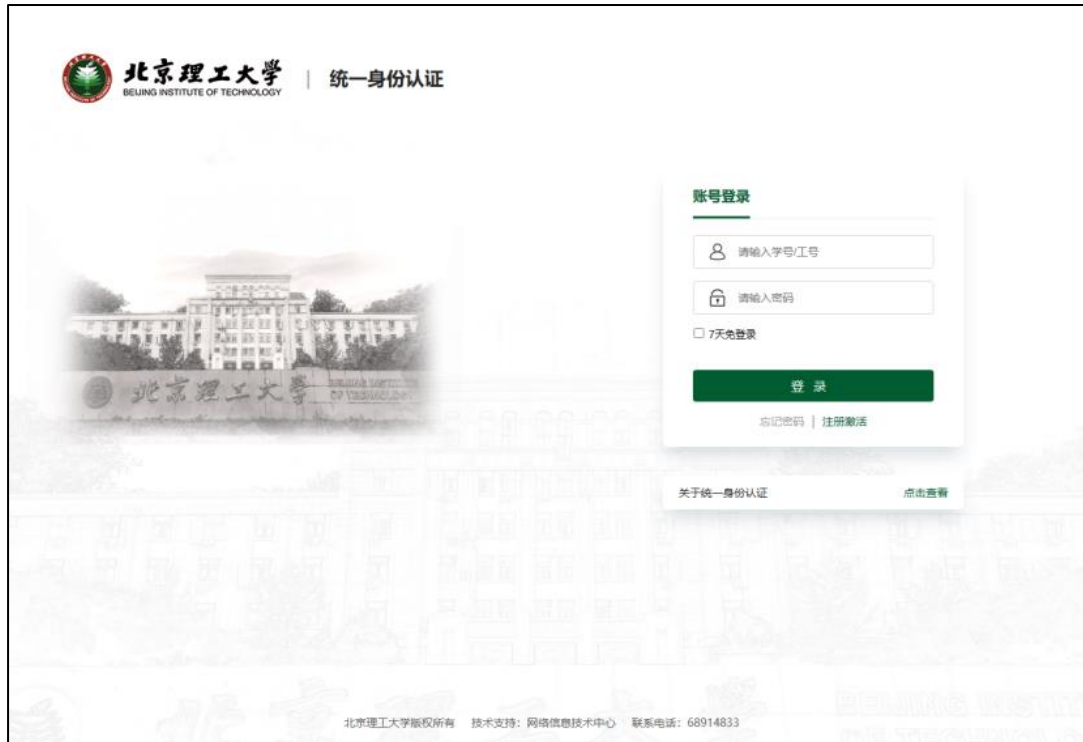 北京理工大学 | 统一身份认证
BEIJING INSTITUTE OF TECHNOLOGY
账号登录
请输入学号/工号
请输入密码
7天免登录
登 录
忘记密码 | 注册激活
北京理工大学
关于统一身份认证 点击查看
北京理工大学版权所有 技术支持：网络信息技术中心 联系电话：68914833